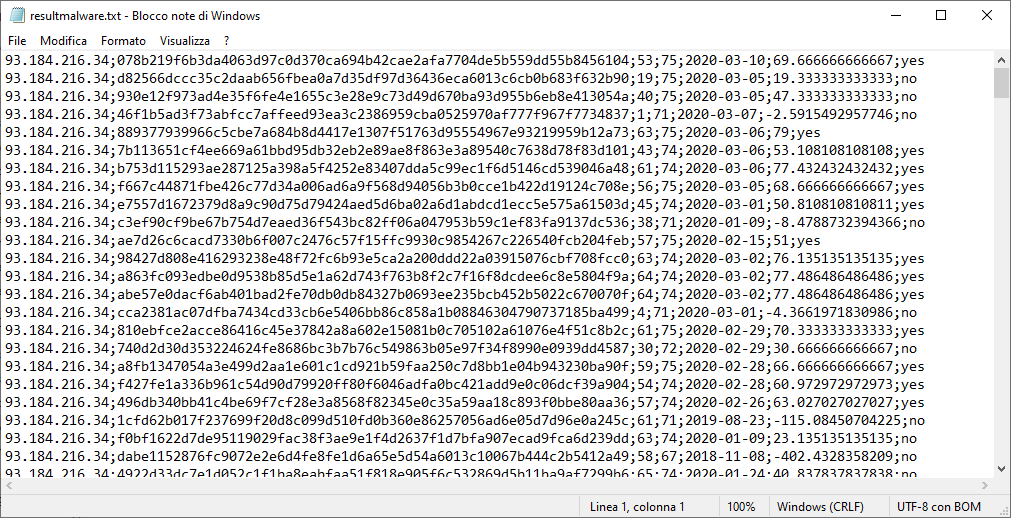 resultmalware.txt - Blocco note di Windows
File Modifica Formato Visualizza ?
93.184.216.34;078b219f6b3da4063d97c0d370ca694b42cae2afa7704de5b559dd55b8456104;53;75;2020-03-10;69.666666666667;yes
93.184.216.34;d82566dccc35c2daab656fbea0a7d35df97d36436eca6013c6cb0b683f632b90;19;75;2020-03-05;19.333333333333;no
93.184.216.34;930e12f973ad4e35f6fe4e1655c3e28e9c73d49d670ba93d955b6eb8e413054a;40;75;2020-03-05;47.333333333333;no
93.184.216.34;46f1b5ad3f73abfcc7affeed93ea3c2386959cba0525970af777f967f7734837;1;71;2020-03-07;-2.5915492957746;no
93.184.216.34;889377939966c5cbe7a684b8d4417e1307f51763d95554967e93219959b12a73;63;75;2020-03-06;79;yes
93.184.216.34;7b113651cf4ee669a61bbd95db32eb2e89ae8f863e3a89540c7638d78f83d101;43;74;2020-03-06;53.108108108108;yes
93.184.216.34;b753d115293ae287125a398a5f4252e83407dda5c99ec1f6d5146cd539046a48;61;74;2020-03-06;77.432432432432;yes
93.184.216.34;f667c44871fbe426c77d34a006ad6a9f568d94056b3b0cce1b422d19124c708e;56;75;2020-03-05;68.666666666667;yes
93.184.216.34;e7557d1672379d8a9c90d75d79424aed5d6ba02a6d1abdcd1ecc5e575a61503d;45;74;2020-03-01;50.810810810811;yes
93.184.216.34;c3ef90cf9be67b754d7eaed36f543bc82ff06a047953b59c1ef83fa9137dc536;38;71;2020-01-09;-8.4788732394366;no
93.184.216.34;ae7d26c6cacd7330b6f007c2476c57f15ffc9930c9854267c226540fcb204feb;57;75;2020-02-15;51;yes
93.184.216.34;98427d808e416293238e48f72fc6b93e5ca2a200ddd22a03915076cbf708fcc0;63;74;2020-03-02;76.135135135135;yes
93.184.216.34;a863fc093edbe0d9538b85d5e1a62d743f763b8f2c7f16f8dcdee6c8e5804f9a;64;74;2020-03-02;77.486486486486;yes
93.184.216.34;abe57e0dacf6ab401bad2fe70db0db84327b0693ee235bcb452b5022c670070f;64;74;2020-03-02;77.486486486486;yes
93.184.216.34;cca2381ac07dfba7434cd33cb6e5406bb86c858a1b08846304790737185ba499;4;71;2020-03-01;-4.3661971830986;no
93.184.216.34;810ebfce2acce86416c45e37842a8a602e15081b0c705102a61076e4f51c8b2c;61;75;2020-02-29;70.333333333333;yes
93.184.216.34;740d2d30d353224624fe8686bc3b7b76c549863b05e97f34f8990e0939dd4587;30;72;2020-02-29;30.666666666667;no
93.184.216.34;a8fb1347054a3e499d2aa1e601c1cd921b59faa250c7d8bb1e04b943230ba90f;59;75;2020-02-28;66.666666666667;yes
93.184.216.34;f427fe1a336b961c54d90d79920ff80f6046adfa0bc421add9e0c06dcf39a904;54;74;2020-02-28;60.972972972973;yes
93.184.216.34;496db340bb41c4be69f7cf28e3a8568f82345e0c35a59aa18c893f0bbe80aa36;57;74;2020-02-26;63.027027027027;yes
93.184.216.34;1cfd62b017f237699f20d8c099d510fd0b360e86257056ad6e05d7d96e0a245c;61;71;2019-08-23;-115.08450704225;no
93.184.216.34;f0bf1622d7de95119029fac38f3ae9e1f4d2637f1d7bfa907ecad9fca6d239dd;63;74;2020-01-09;23.135135135135;no
93.184.216.34;dabe1152876fc9072e2e6d4fe8fe1d6a65e5d54a6013c10067b444c2b5412a49;58;67;2018-11-08;-402.4328358209;no
93.184.216.34;4922d33dc7e1d052c1f1ba8eabfaa51f818e905f6c532869d5b11ba9af7299b6;65;74;2020-01-24;40.837837837838;no
Linea 1, colonna 1 100% Windows (CRLF) UTF-8 con BOM